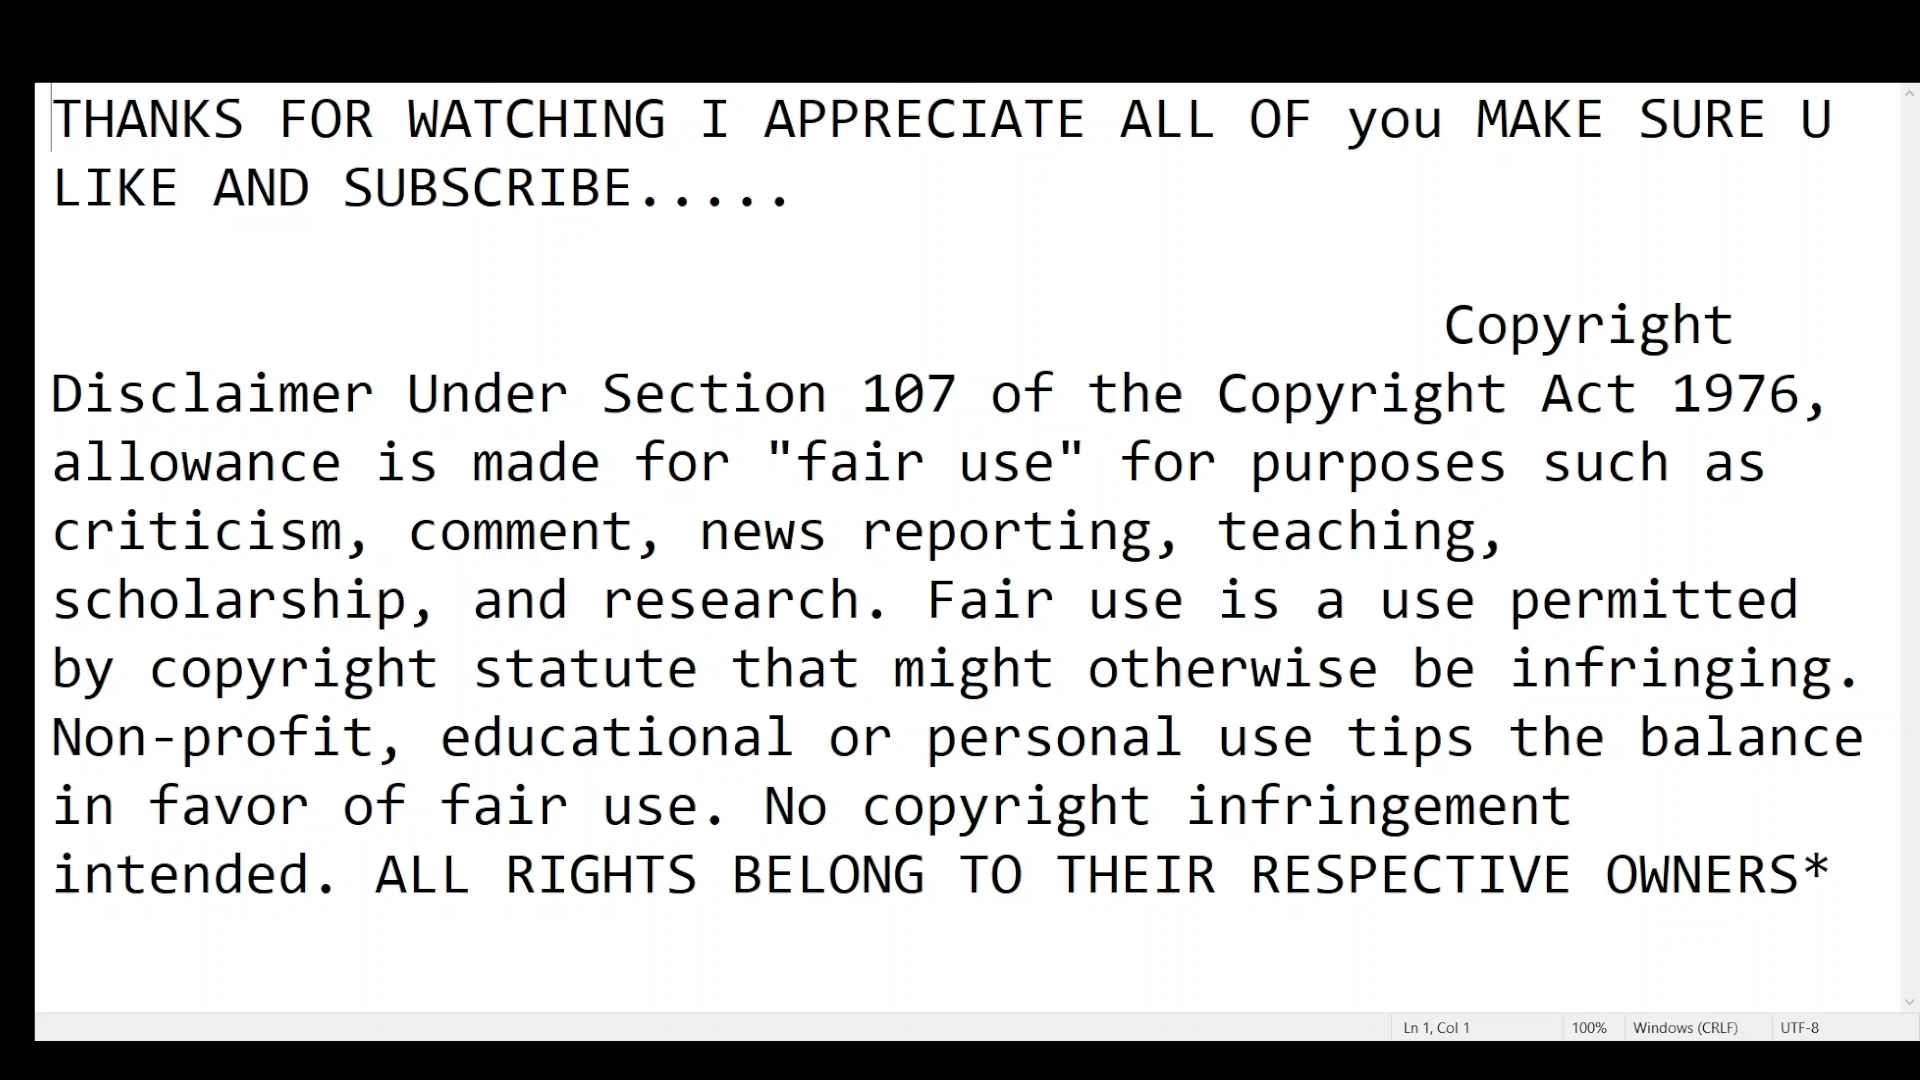 THANKS FOR WATCHING I APPRECIATE ALL OF you MAKE SURE U
LIKE AND SUBSCRIBE.....
Copyright
Disclaimer Under Section 107 of the Copyright Act 1976,
allowance is made for "fair use" for purposes such as
criticism, comment, news reporting, teaching,
scholarship, and research. Fair use is a use permitted
by copyright statute that might otherwise be infringing.
Non-profit, educational or personal use tips the balance
in favor of fair use. No copyright infringement
intended. ALL RIGHTS BELONG TO THEIR RESPECTIVE OWNERS*
Ln 1, Col 1 100% Windows (CRLF) UTF-8